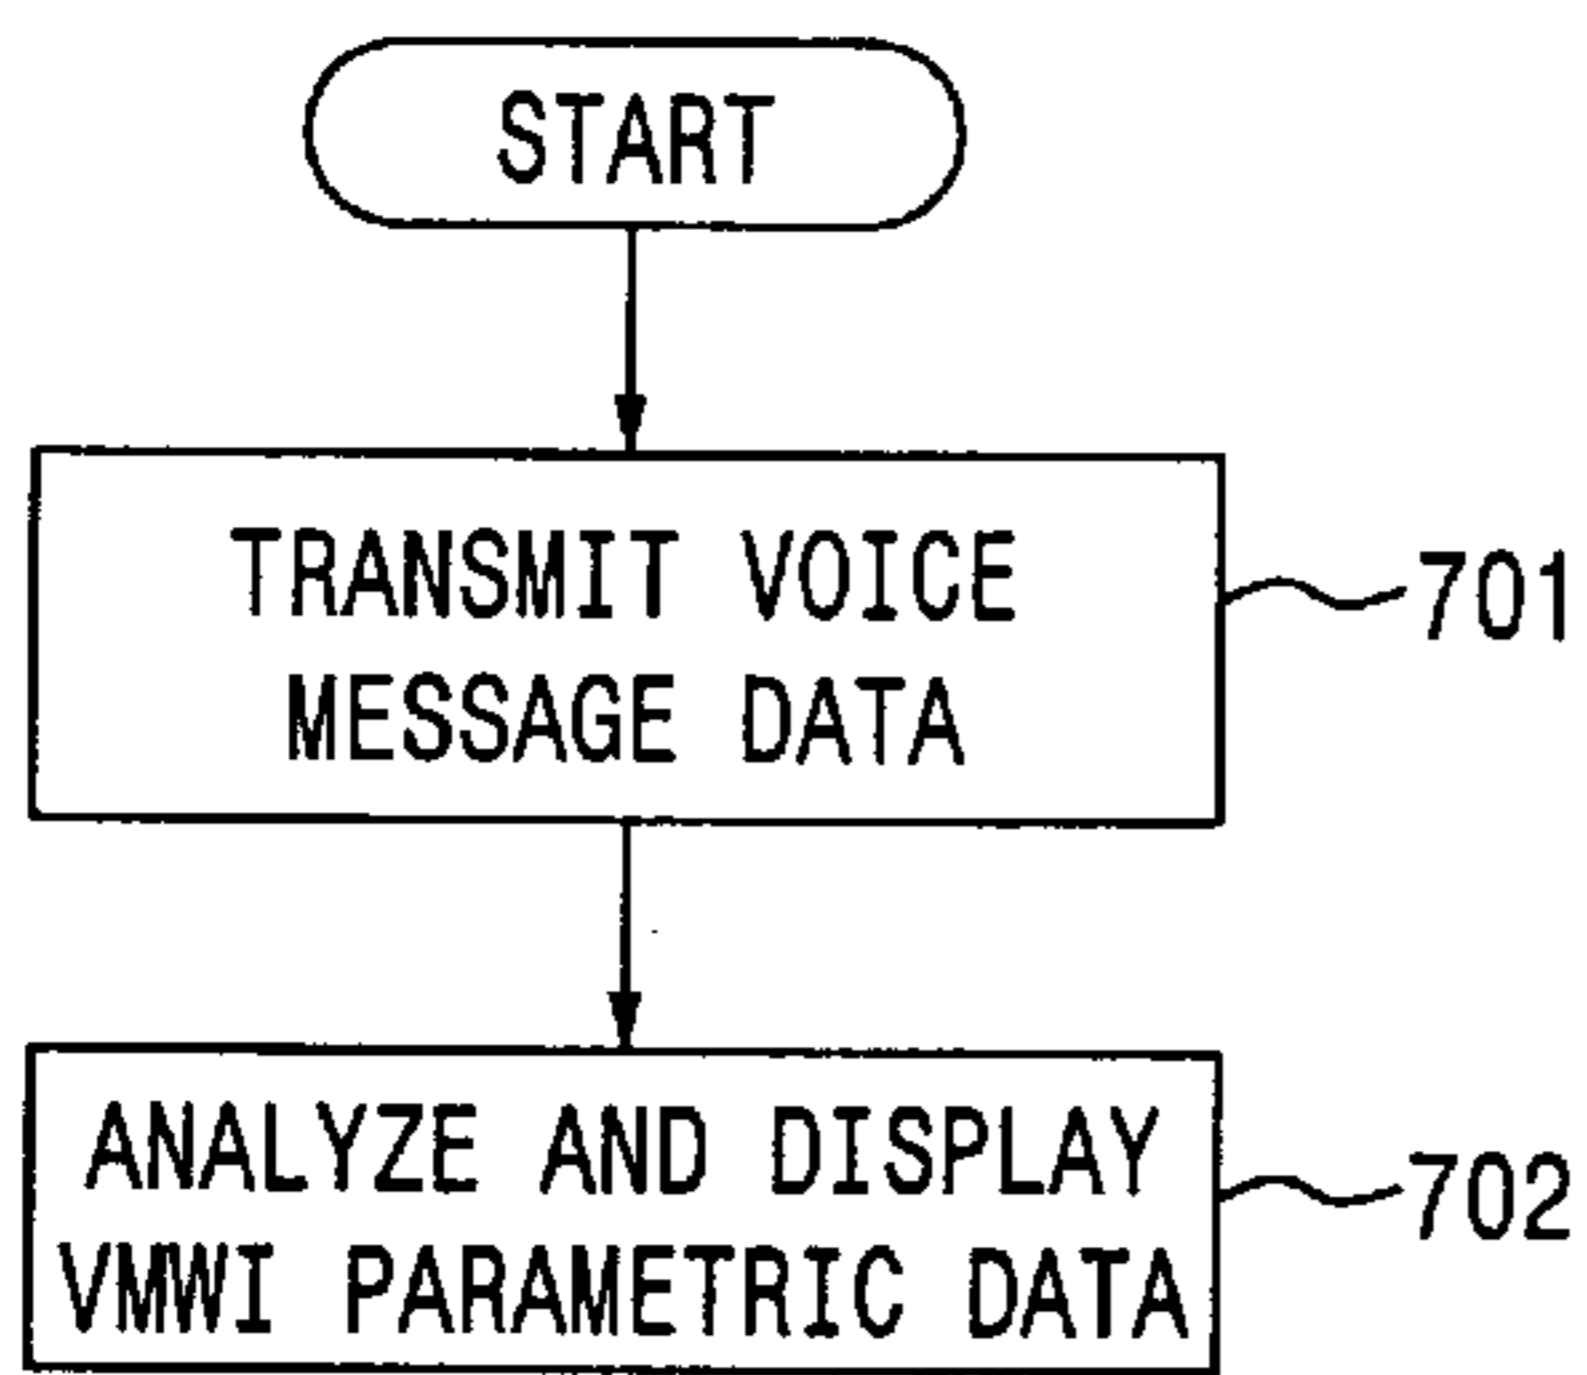 START
TRANSMIT VOICE
MESSAGE DATA
701
ANALYZE AND DISPLAY
VMWI PARAMETRIC DATA
702